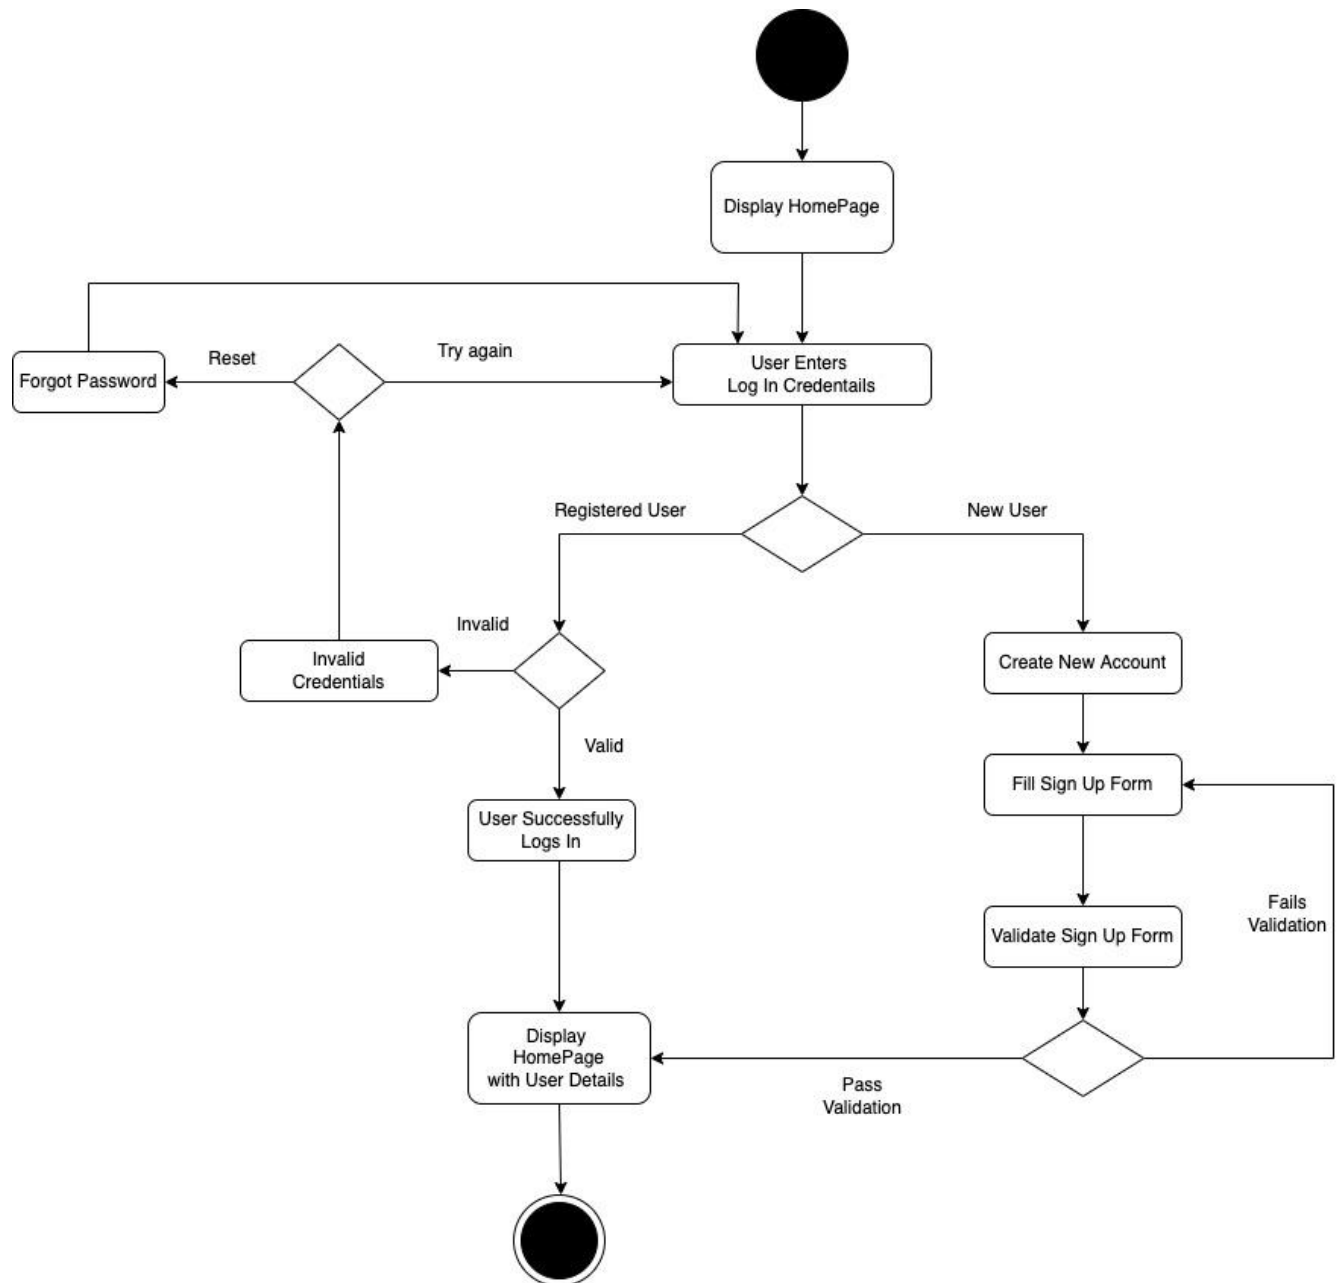 Display HomePage
Reset
Try again
Forgot Password
User Enters
Log In Credentails
Registered User
New User
Invalid
Invalid
Credentials
Create New Account
Valid
Fill Sign Up Form
User Successfully
Logs In
Fails
Validation
Validate Sign Up Form
Display
HomePage
with User Details
Pass
Validation